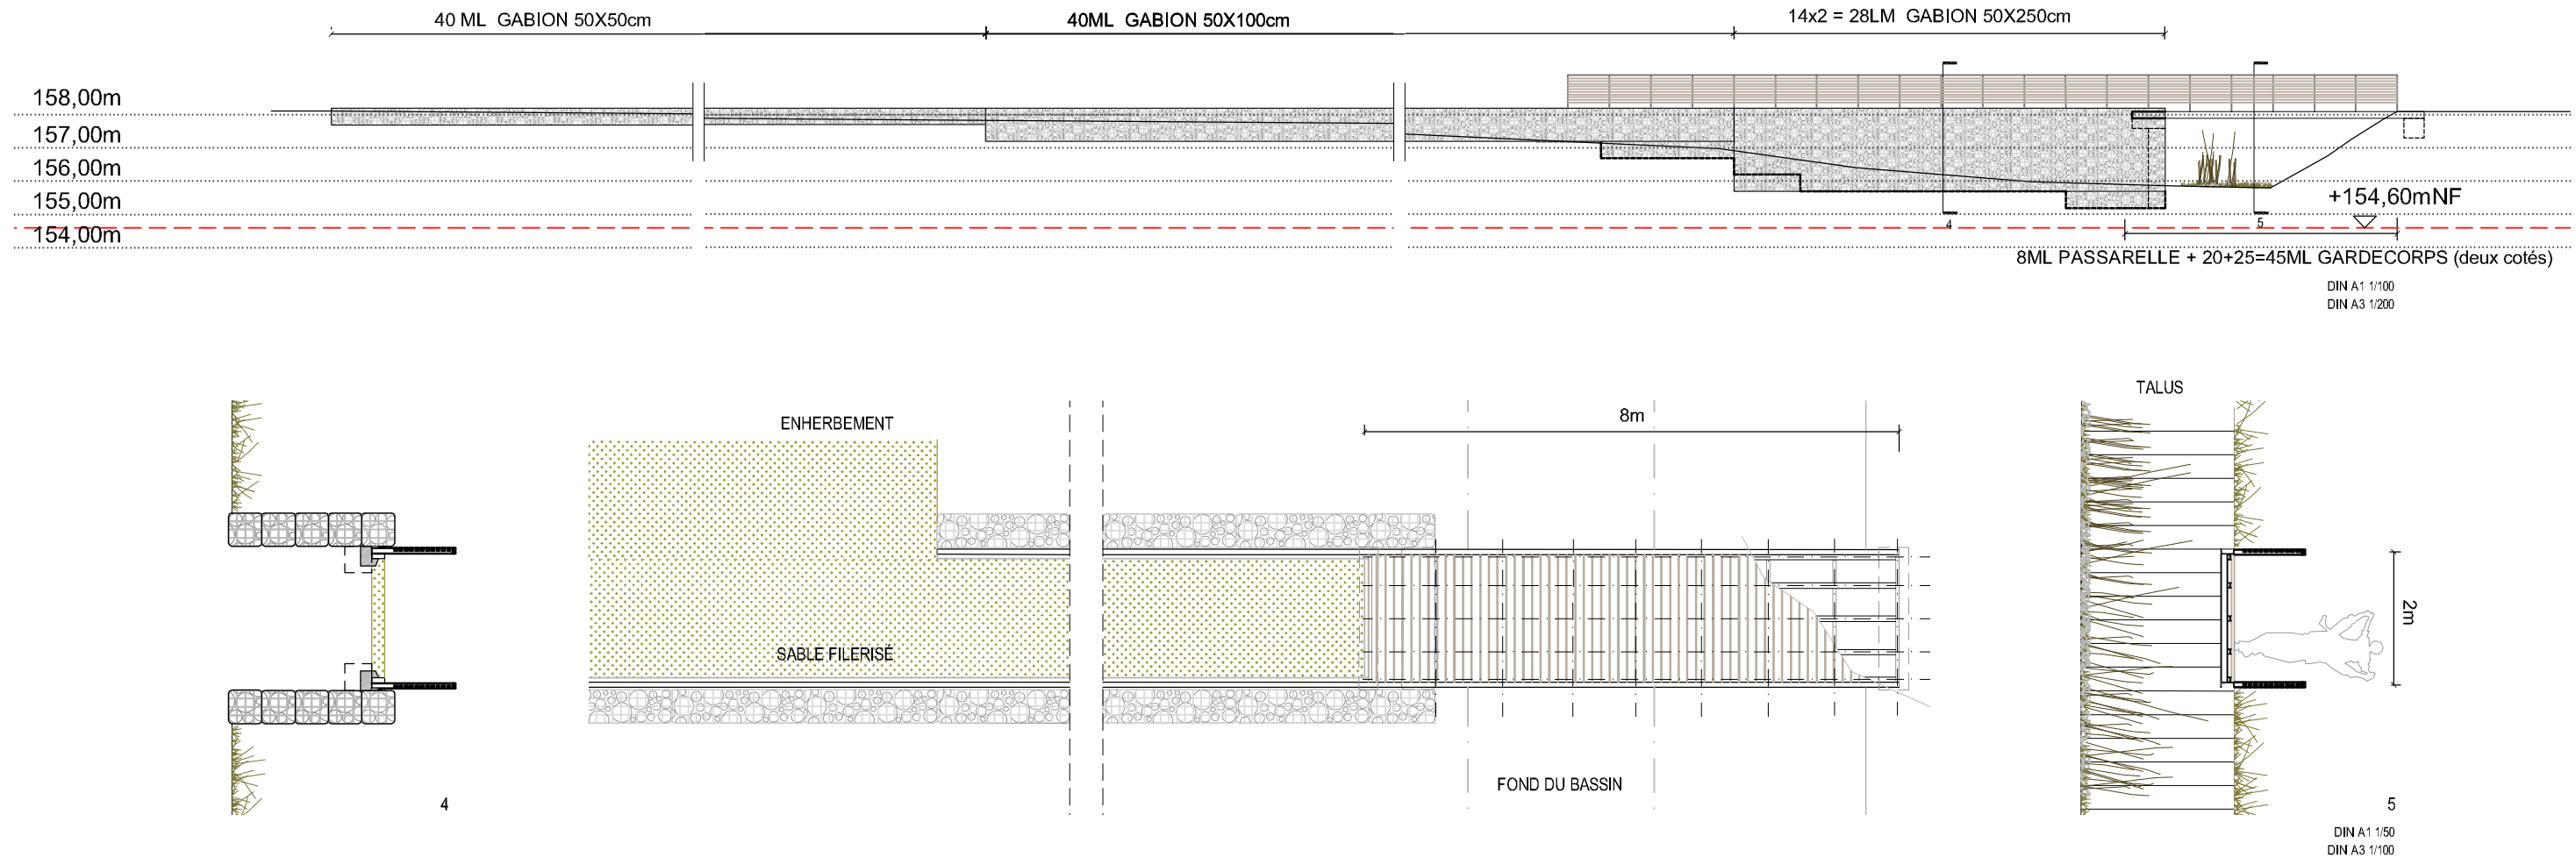 40 ML GABION 50X50cm
40ML GABION 50X100cm
14x2 = 28LM GABION 50X250cm
158,00m
157,00m
156,00m
155,00m
154,00m
+154,60mNF
4
5
8ML PASSARELLE + 20+25=45ML GARDECORPS (deux cotés)
DIN A1 1/100
DIN A3 1/200
TALUS
ENHERBEMENT
8m
2m
SABLE FILERISÉ
FOND DU BASSIN
4
5
DIN A1 1/50
DIN A3 1/100